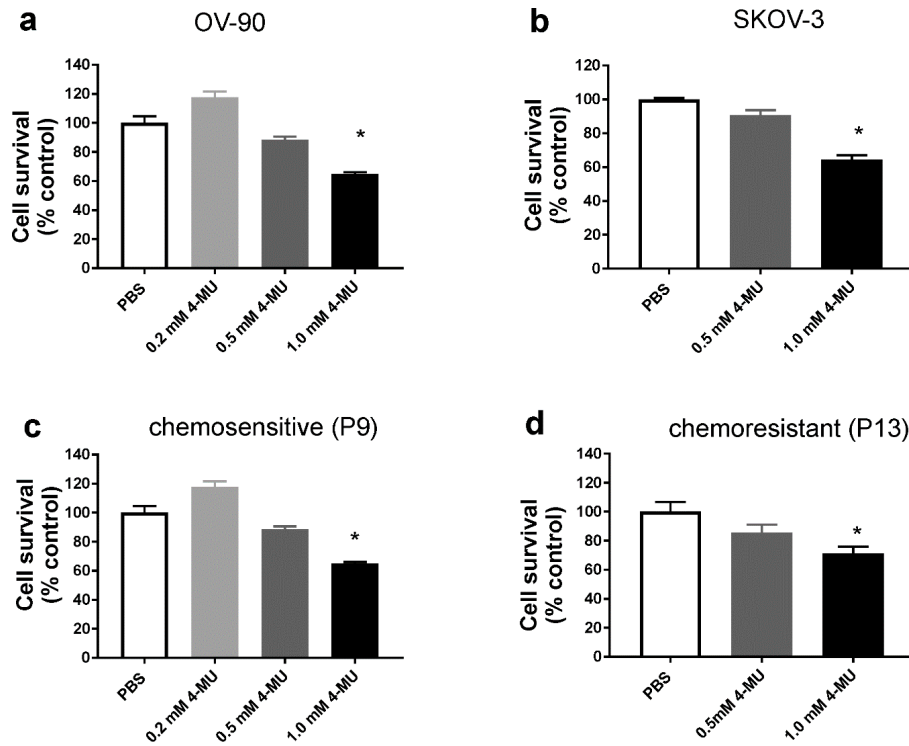 a
OV-90
Cell survival
(% control)
140
120
100
80
60
40
20
0
*
PBS
0.2 mM 4-MU
0.5 mM 4-MU
1.0 mM 4-MU
b
SKOV-3
Cell survival
(% control)
120
100
80
60
40
20
0
*
PBS
0.5 mM 4-MU
1.0 mM 4-MU
c
chemosensitive (P9)
Cell survival
(% control)
140
120
100
80
60
40
20
0
*
PBS
0.2 mM 4-MU
0.5 mM 4-MU
1.0 mM 4-MU
d
chemoresistant (P13)
Cell survival
(% control)
140
120
100
80
60
40
20
0
*
PBS
0.5mM 4-MU
1.0 mM 4-MU